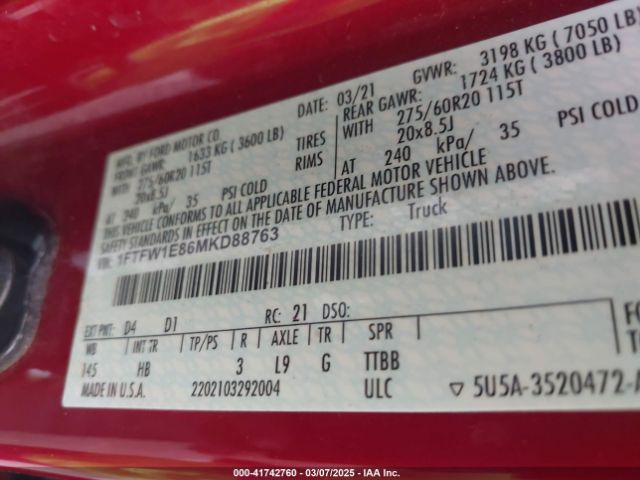 MFG. BY FORD MOTOR CO.
DATE: 03/21 GVWR: 3198 KG ( 7050 LB)
FRONT GAWR: 1633 KG ( 3600 LB) REAR GAWR: 1724 KG ( 3800 LB)
WITH 275/60R20 115T TIRES WITH 275/60R20 115T
20x8.5J RIMS 20x8.5J
AT 240 kPa/ 35 PSI COLD AT 240 kPa/ 35 PSI COLD
THIS VEHICLE CONFORMS TO ALL APPLICABLE FEDERAL MOTOR VEHICLE
SAFETY STANDARDS IN EFFECT ON THE DATE OF MANUFACTURE SHOWN ABOVE.
VIN: 1FTFW1E86MKD88763 TYPE: Truck
EXT PNT: D4 D1 RC: 21 DSO:
WB INT TR TP/PS R AXLE TR SPR
145 HB 3 L9 G TTBB
MADE IN U.S.A. 2202103292004 ULC ▽ 5U5A-3520472-
000-41742760 - 03/07/2025 - IAA Inc.